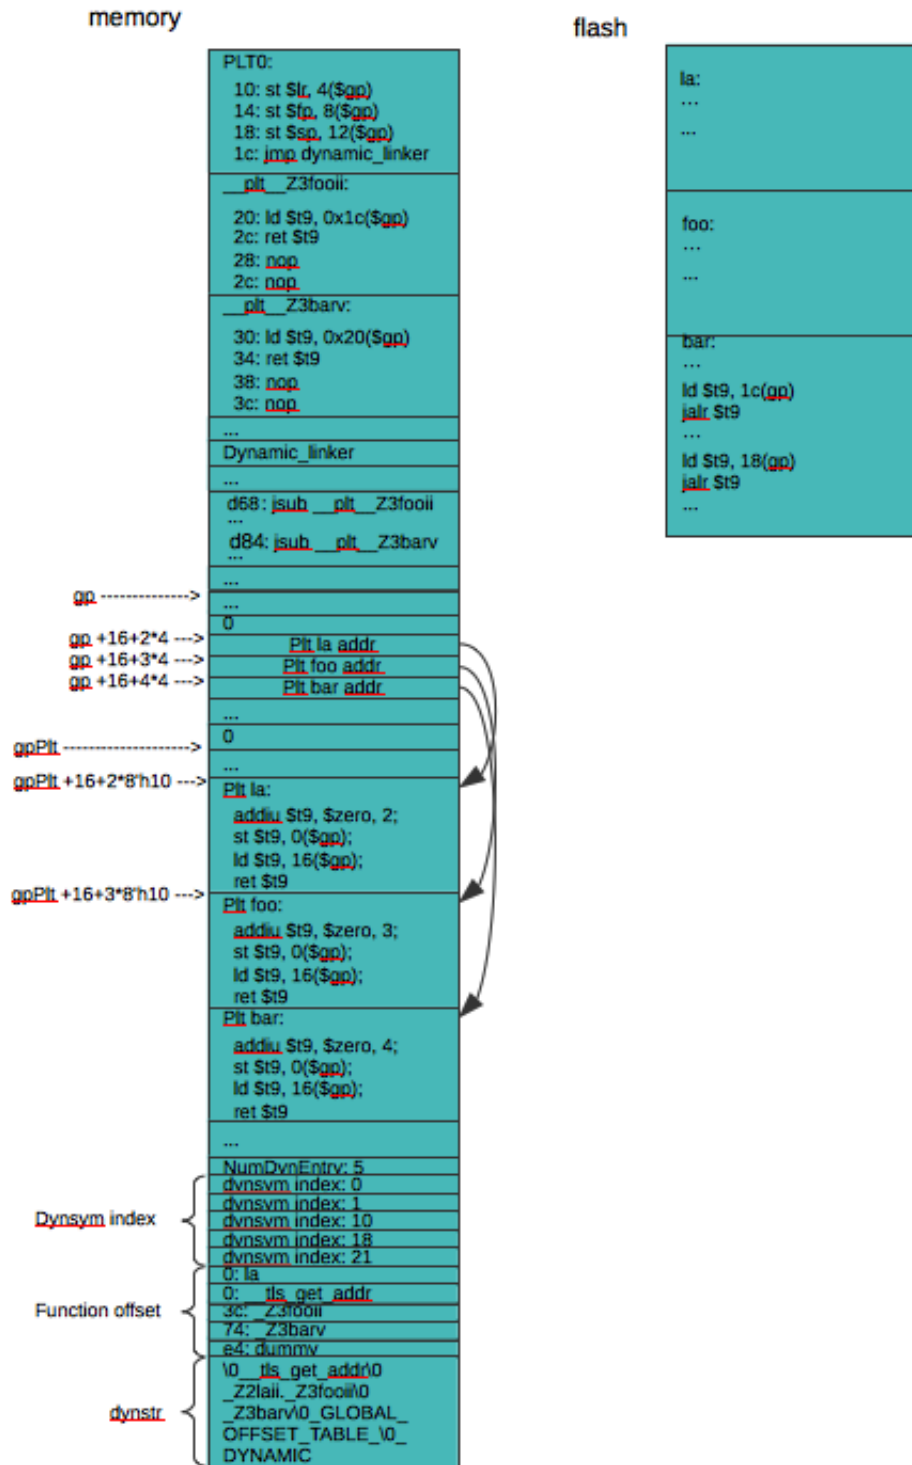 memory
flash
PLT0:
10: st $lr, 4($gp)
14: st $fp, 8($gp)
18: st $sp, 12($gp)
1c: jmp dynamic_linker
__plt__Z3fooii:
20: ld $t9, 0x1c($gp)
2c: ret $t9
28: nop
2c: nop
__plt__Z3barv:
30: ld $t9, 0x20($gp)
34: ret $t9
38: nop
3c: nop
...
Dynamic_linker
...
d68: jsub __plt__Z3fooii
...
d84: jsub __plt__Z3barv
...
...
gp -------------->
...
0
gp +16+2*4 --->
Plt la addr
gp +16+3*4 --->
Plt foo addr
gp +16+4*4 --->
Plt bar addr
...
0
gpPlt -------------------->
...
gpPlt +16+2*8'h10 --->
Plt la:
addiu $t9, $zero, 2;
st $t9, 0($gp);
ld $t9, 16($gp);
ret $t9
gpPlt +16+3*8'h10 --->
Plt foo:
addiu $t9, $zero, 3;
st $t9, 0($gp);
ld $t9, 16($gp);
ret $t9
Plt bar:
addiu $t9, $zero, 4;
st $t9, 0($gp);
ld $t9, 16($gp);
ret $t9
...
NumDynEntry: 5
Dynsym index
dynsym index: 0
dynsym index: 1
dynsym index: 10
dynsym index: 18
dynsym index: 21
Function offset
0: la
0: __tls_get_addr
3c: _Z3fooii
74: _Z3barv
e4: dummy
dynstr
\0__tls_get_addr\0
_Z2laii._Z3fooii\0
_Z3barv\0_GLOBAL_
OFFSET_TABLE_\0_
DYNAMIC
la:
...
...
foo:
...
...
bar:
...
ld $t9, 1c(gp)
jalr $t9
...
ld $t9, 18(gp)
jalr $t9
...